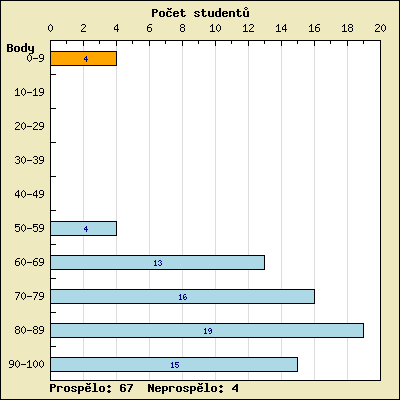 Počet studentů
0 2 4 6 8 10 12 14 16 18 20
Body
0-9 4
10-19
20-29
30-39
40-49
50-59 4
60-69 13
70-79 16
80-89 19
90-100 15
Prospělo: 67 Neprospělo: 4